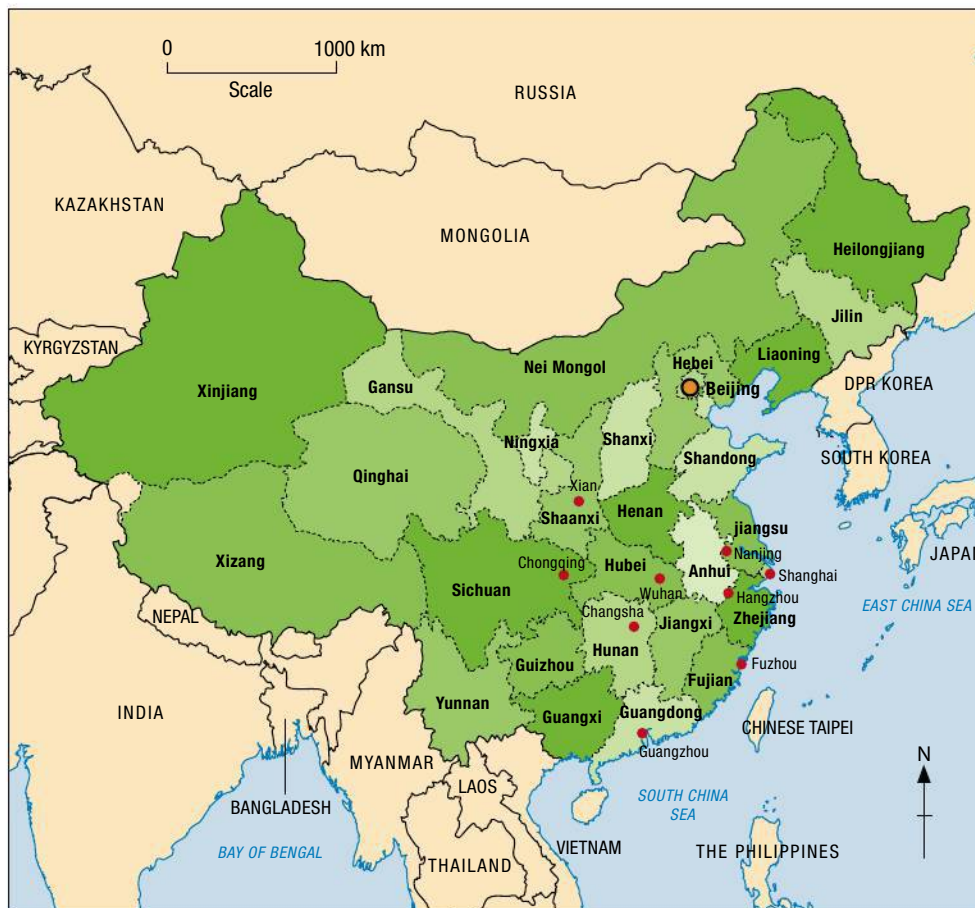 0 1000 km
Scale
RUSSIA
KAZAKHSTAN
MONGOLIA
Heilongjiang
Jilin
KYRGYZSTAN
Nei Mongol
Hebei
Liaoning
Xinjiang
Gansu
Beijing
DPR KOREA
Ningxia
Shanxi
Shandong
SOUTH KOREA
Qinghai
Xian
Shaanxi
Henan
jiangsu
Nanjing
JAPAN
Xizang
Chongqing
Hubei
Anhui
Shanghai
Sichuan
Wuhan
Hangzhou
EAST CHINA SEA
NEPAL
Changsha
Jiangxi
Zhejiang
Hunan
Guizhou
Fuzhou
Yunnan
Fujian
INDIA
Guangxi
Guangdong
CHINESE TAIPEI
Guangzhou
MYANMAR
N
LAOS
BANGLADESH
SOUTH CHINA
SEA
BAY OF BENGAL
VIETNAM
THE PHILIPPINES
THAILAND